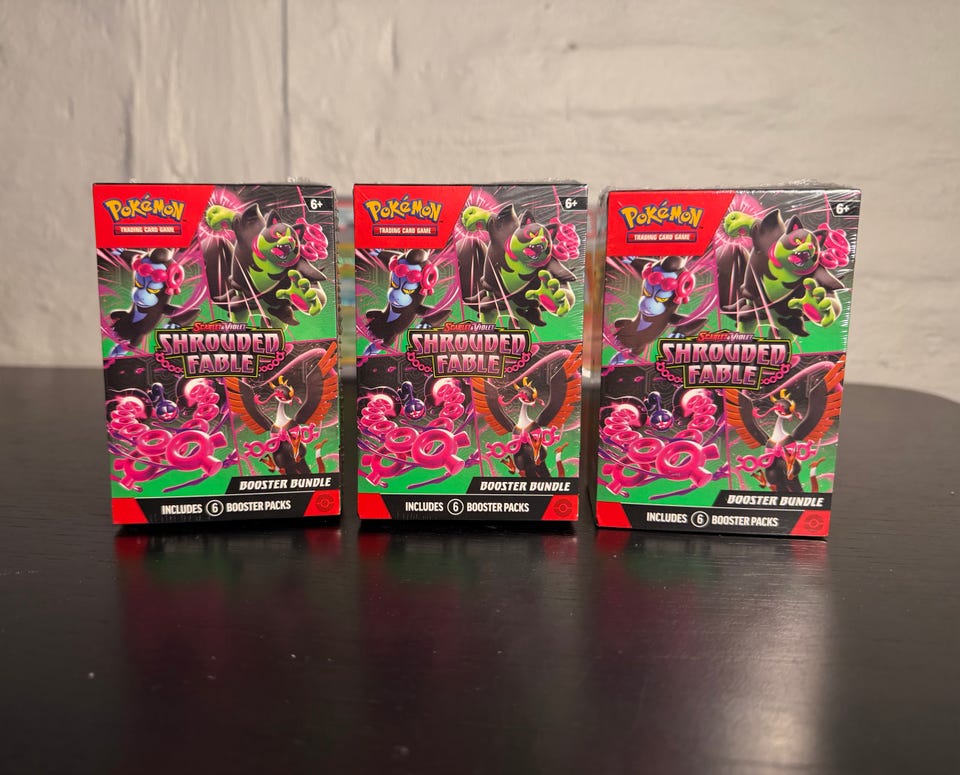 Pokémon
TRADING CARD GAME
6+
SCARLET & VIOLET
SHROUDED
FABLE
BOOSTER BUNDLE
INCLUDES 6 BOOSTER PACKS
Pokémon
TRADING CARD GAME
6+
SCARLET & VIOLET
SHROUDED
FABLE
BOOSTER BUNDLE
INCLUDES 6 BOOSTER PACKS
Pokémon
TRADING CARD GAME
6+
SCARLET & VIOLET
SHROUDED
FABLE
BOOSTER BUNDLE
INCLUDES 6 BOOSTER PACKS